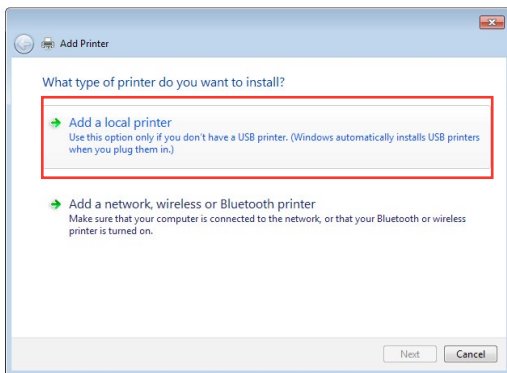 Add Printer
What type of printer do you want to install?
Add a local printer
Use this option only if you don't have a USB printer. (Windows automatically installs USB printers
when you plug them in.)
Add a network, wireless or Bluetooth printer
Make sure that your computer is connected to the network, or that your Bluetooth or wireless
printer is turned on.
Next Cancel